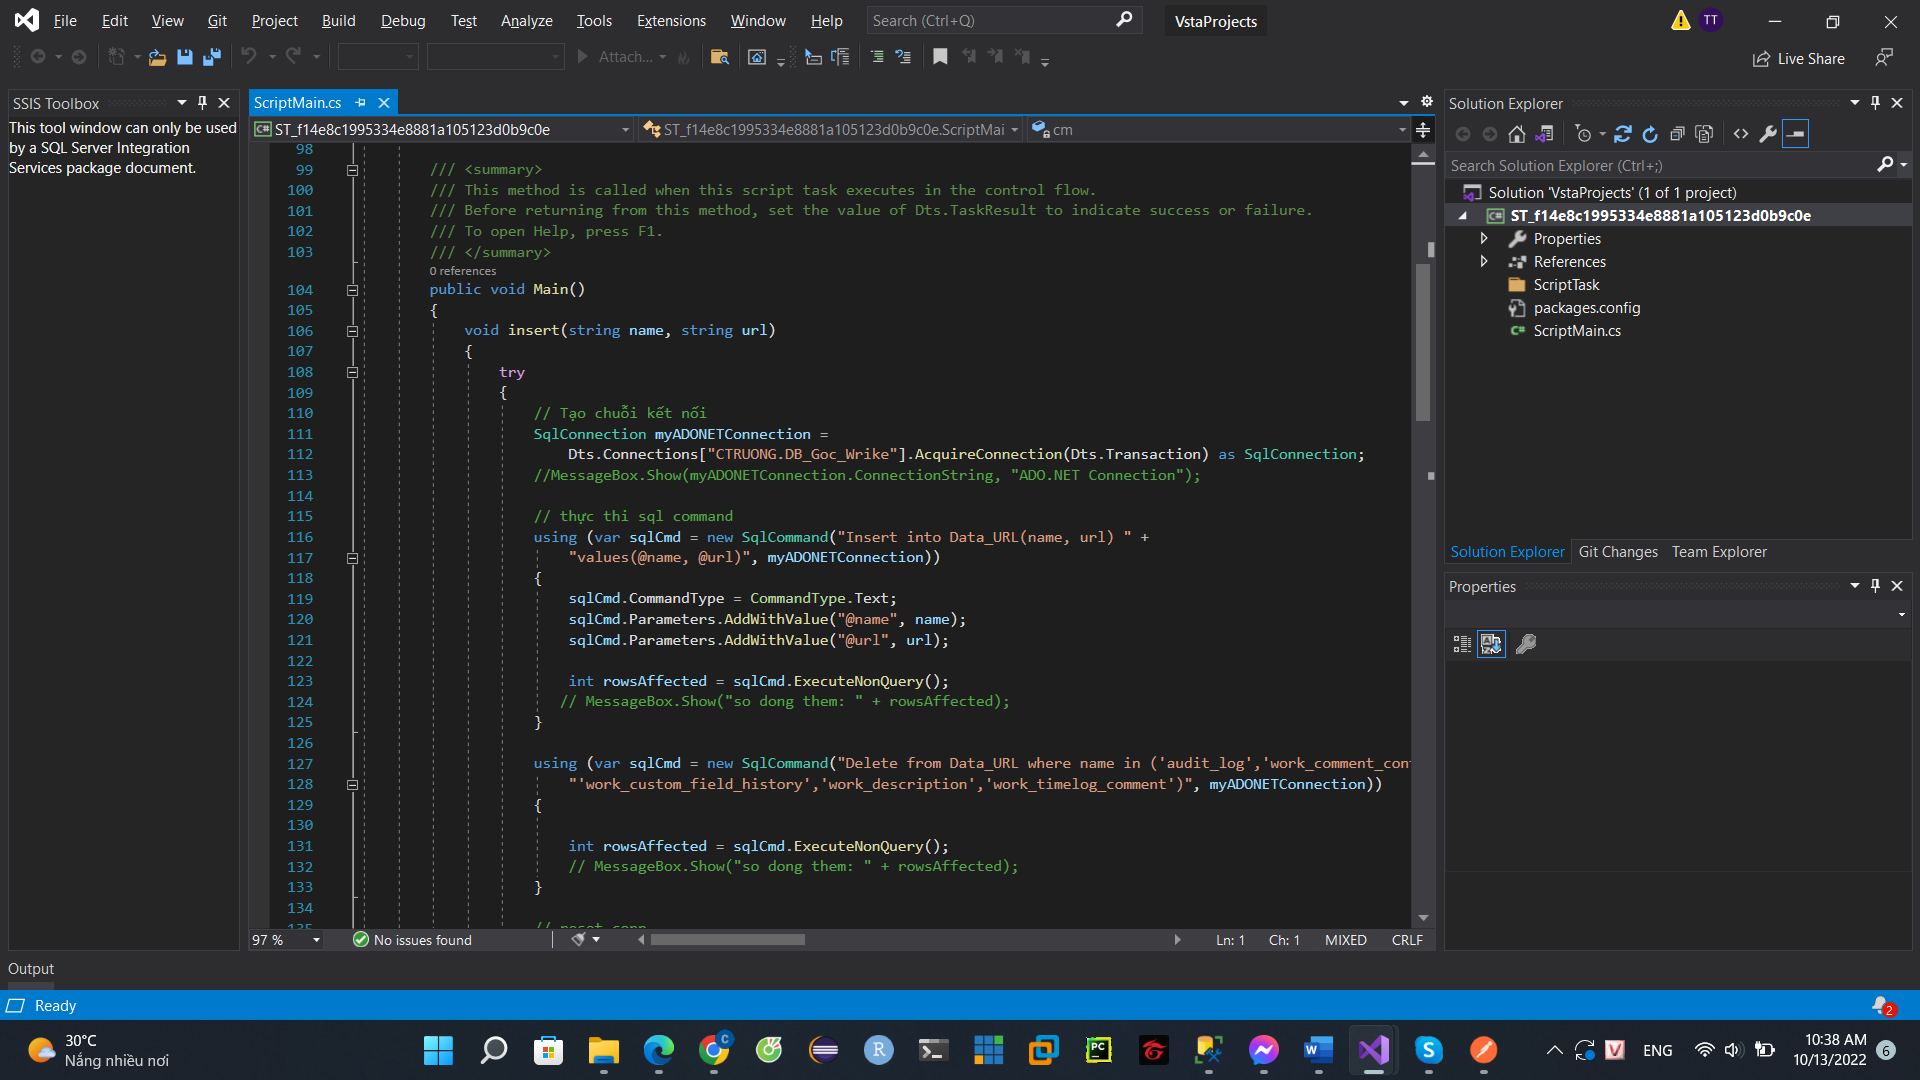 File Edit View Git Project Build Debug Test Analyze Tools Extensions Window Help Search (Ctrl+Q) VstaProjects TT
Attach... Live Share
SSIS Toolbox
This tool window can only be used
by a SQL Server Integration
Services package document.
ScriptMain.cs
ST_f14e8c1995334e8881a105123d0b9c0e ST_f14e8c1995334e8881a105123d0b9c0e.ScriptMai cm
98
99 /// <summary>
100 /// This method is called when this script task executes in the control flow.
101 /// Before returning from this method, set the value of Dts.TaskResult to indicate success or failure.
102 /// To open Help, press F1.
103 /// </summary>
0 references
104 public void Main()
105 {
106 void insert(string name, string url)
107 {
108 try
109 {
110 // Tạo chuỗi kết nối
111 SqlConnection myADONETConnection =
112 Dts.Connections["CTRUONG.DB_Goc_Wrike"].AcquireConnection(Dts.Transaction) as SqlConnection;
113 //MessageBox.Show(myADONETConnection.ConnectionString, "ADO.NET Connection");
114
115 // thực thi sql command
116 using (var sqlCmd = new SqlCommand("Insert into Data_URL(name, url) " +
117 "values(@name, @url)", myADONETConnection))
118 {
119 sqlCmd.CommandType = CommandType.Text;
120 sqlCmd.Parameters.AddWithValue("@name", name);
121 sqlCmd.Parameters.AddWithValue("@url", url);
122
123 int rowsAffected = sqlCmd.ExecuteNonQuery();
124 // MessageBox.Show("so dong them: " + rowsAffected);
125 }
126
127 using (var sqlCmd = new SqlCommand("Delete from Data_URL where name in ('audit_log','work_comment_con
128 "'work_custom_field_history','work_description','work_timelog_comment')", myADONETConnection))
129 {
130
131 int rowsAffected = sqlCmd.ExecuteNonQuery();
132 // MessageBox.Show("so dong them: " + rowsAffected);
133 }
134
97 % No issues found Ln: 1 Ch: 1 MIXED CRLF
Solution Explorer
Search Solution Explorer (Ctrl+;)
Solution 'VstaProjects' (1 of 1 project)
ST_f14e8c1995334e8881a105123d0b9c0e
Properties
References
ScriptTask
packages.config
ScriptMain.cs
Solution Explorer Git Changes Team Explorer
Properties
Output
Ready 2
30°C
Nắng nhiều nơi
ENG
10:38 AM
10/13/2022
6